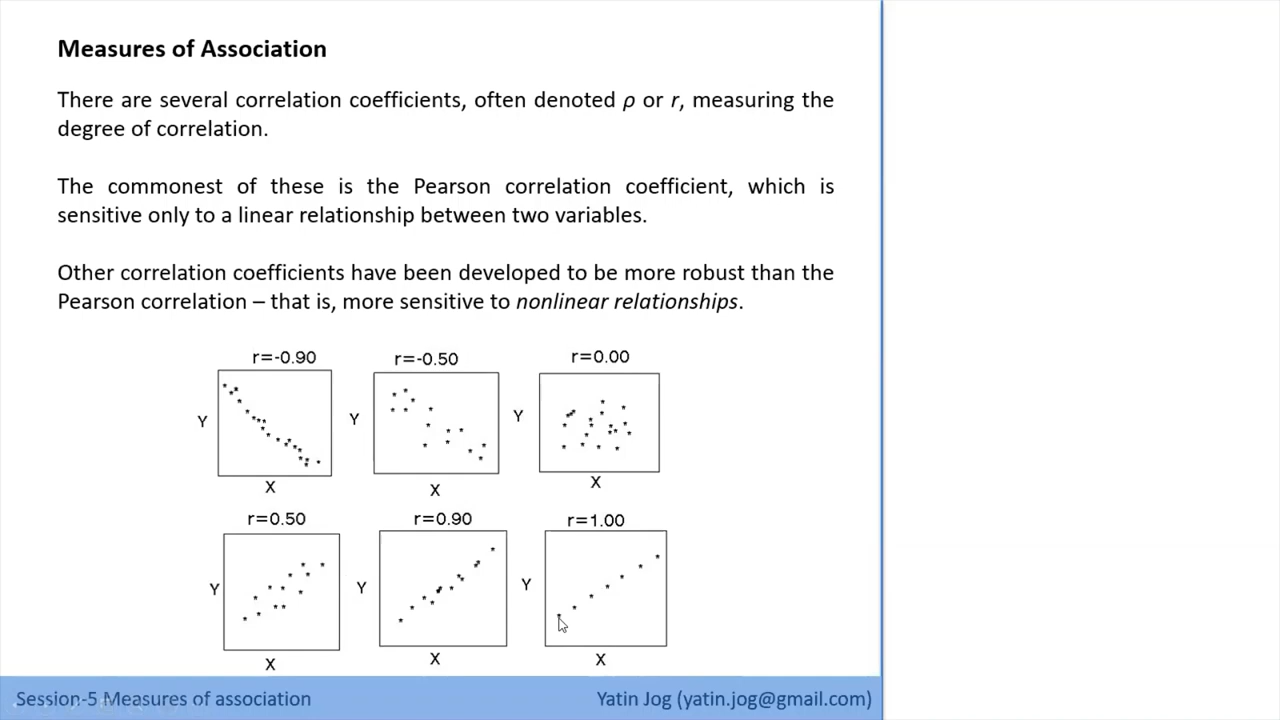 Measures of Association
There are several correlation coefficients, often denoted ρ or r, measuring the
degree of correlation.
The commonest of these is the Pearson correlation coefficient, which is
sensitive only to a linear relationship between two variables.
Other correlation coefficients have been developed to be more robust than the
Pearson correlation – that is, more sensitive to nonlinear relationships.
r=-0.90
r=-0.50
r=0.00
Y
Y
Y
X
X
X
r=0.50
r=0.90
r=1.00
Y
Y
Y
X
X
X
Session-5 Measures of association
Yatin Jog (yatin.jog@gmail.com)